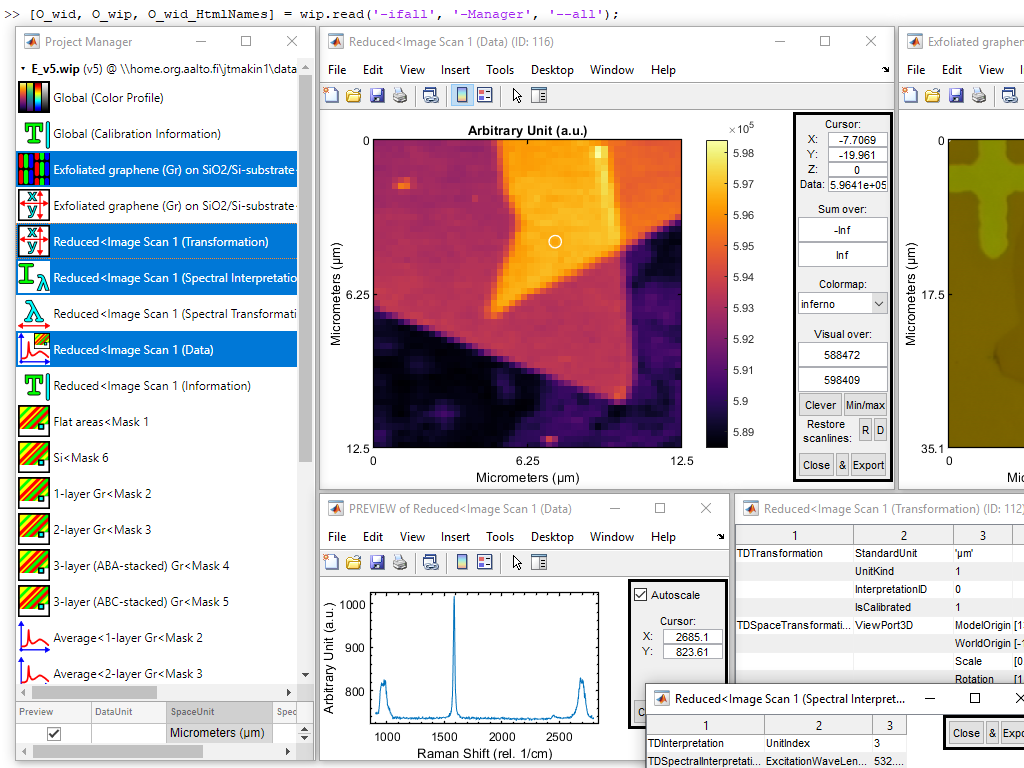 >> [O_wid, O_wip, O_wid_HtmlNames] = wip.read('-ifall', '-Manager', '--all');
Project Manager
E_v5.wip (v5) @ \\home.org.aalto.fi\jtmakin1\data
Global (Color Profile)
Global (Calibration Information)
Exfoliated graphene (Gr) on SiO2/Si-substrate
Exfoliated graphene (Gr) on SiO2/Si-substrate
Reduced<Image Scan 1 (Transformation)
Reduced<Image Scan 1 (Spectral Interpretatio
Reduced<Image Scan 1 (Spectral Transformati
Reduced<Image Scan 1 (Data)
Reduced<Image Scan 1 (Information)
Flat areas<Mask 1
Si<Mask 6
1-layer Gr<Mask 2
2-layer Gr<Mask 3
3-layer (ABA-stacked) Gr<Mask 4
3-layer (ABC-stacked) Gr<Mask 5
Average<1-layer Gr<Mask 2
Average<2-layer Gr<Mask 3
Preview DataUnit SpaceUnit Spec
Micrometers (µm)
Reduced<Image Scan 1 (Data) (ID: 116)
File Edit View Insert Tools Desktop Window Help
Arbitrary Unit (a.u.)
×10^5
0
6.25
12.5
Micrometers (µm)
0 6.25 12.5
Micrometers (µm)
5.98
5.97
5.96
5.95
5.94
5.93
5.92
5.91
5.9
5.89
Cursor:
X: -7.7069
Y: -19.961
Z: 0
Data: 5.9641e+05
Sum over:
-Inf
Inf
Colormap:
inferno
Visual over:
588472
598409
Clever Min/max
Restore scanlines: R D
Close & Export
Exfoliated graphen
File Edit View In
0
17.5
35.1
Micrometers (µm)
0
Mic
PREVIEW of Reduced<Image Scan 1 (Data)
File Edit View Insert Tools Desktop Window Help
1000
900
800
Arbitrary Unit (a.u.)
1000 1500 2000 2500
Raman Shift (rel. 1/cm)
Autoscale
Cursor:
X: 2685.1
Y: 823.61
C
Reduced<Image Scan 1 (Transformation) (ID: 112)
1 2 3
TDTransformation StandardUnit 'µm'
UnitKind 1
InterpretationID 0
IsCalibrated 1
TDSpaceTransformati... ViewPort3D ModelOrigin [1
WorldOrigin [-
Scale [0
Rotation [1
Reduced<Image Scan 1 (Spectral Interpret...
1 2 3
TDInterpretation UnitIndex 3
TDSpectralInterpretati... ExcitationWaveLen... 532....
Close & Expo